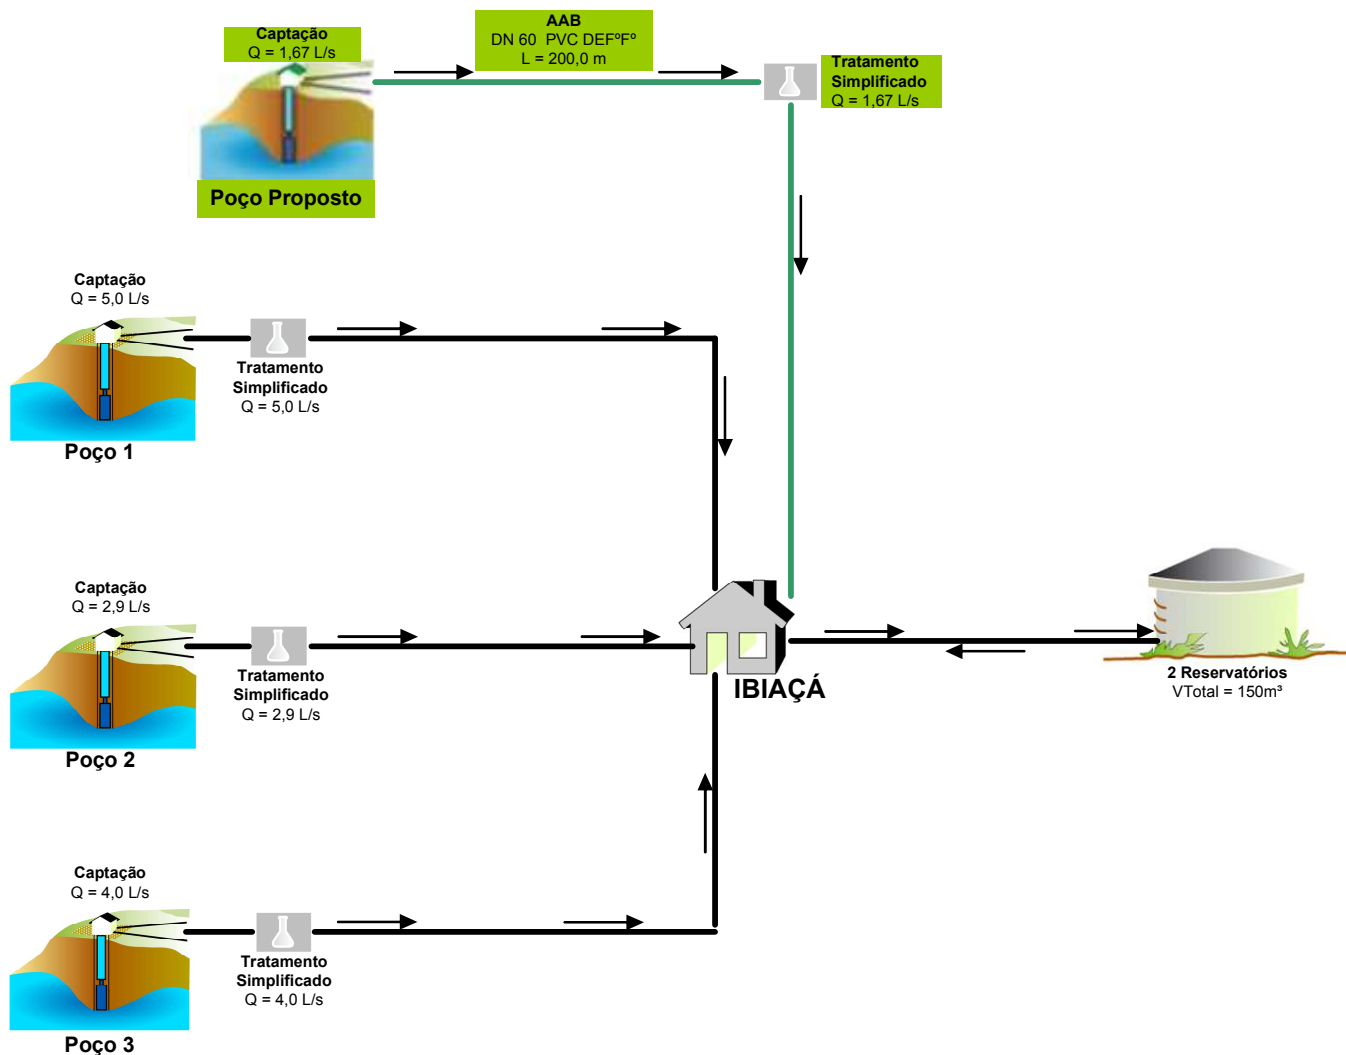 Captação
Q = 1,67 L/s
AAB
DN 60  PVC DEFºFº
L = 200,0 m
Tratamento
Simplificado
Q = 1,67 L/s
Poço Proposto
Captação
Q = 5,0 L/s
Tratamento
Simplificado
Q = 5,0 L/s
Poço 1
Captação
Q = 2,9 L/s
Tratamento
Simplificado
Q = 2,9 L/s
Poço 2
IBIAÇÁ
2 Reservatórios
VTotal = 150m³
Captação
Q = 4,0 L/s
Tratamento
Simplificado
Q = 4,0 L/s
Poço 3